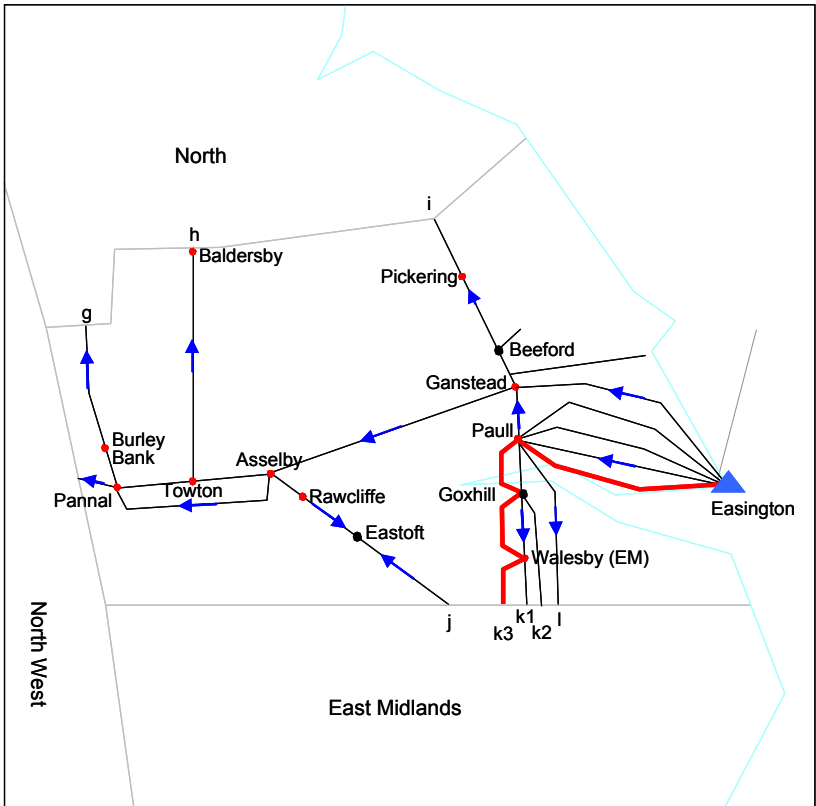 North
i
h
Baldersby
Pickering
g
Beeford
Ganstead
Paull
Burley
Bank
Asselby
Towton
Pannal
Rawcliffe
Goxhill
Easington
Eastoft
Walesby (EM)
j
k3
k1
k2
l
North West
East Midlands